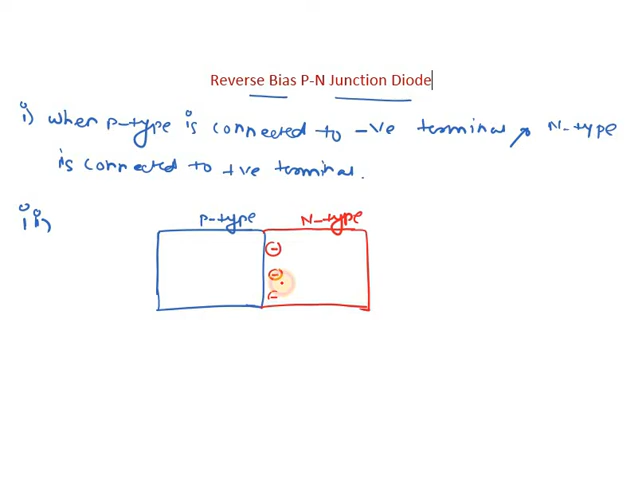 Reverse Bias P-N Junction Diode
i) when P-type is connected to -ve terminal, N-type
is connected to +ve terminal.
ii)
P-type N-type